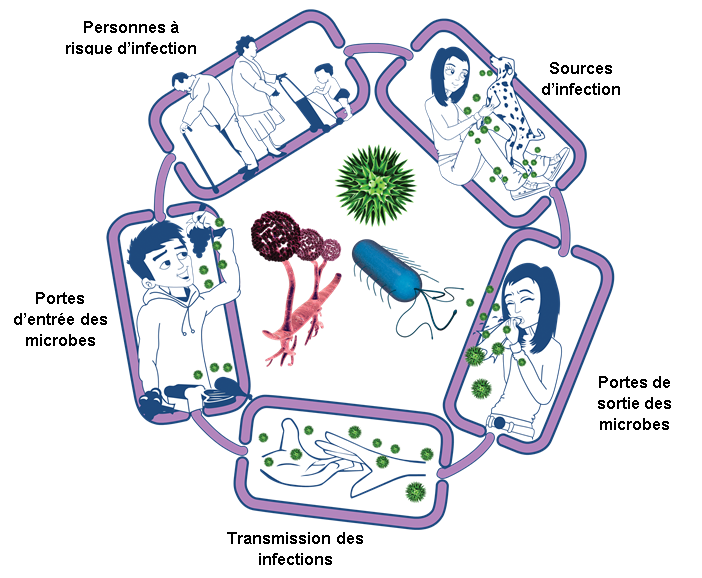 Personnes à
risque d'infection
Sources
d'infection
Portes
d'entrée des
microbes
Portes de
sortie des
microbes
Transmission des
infections